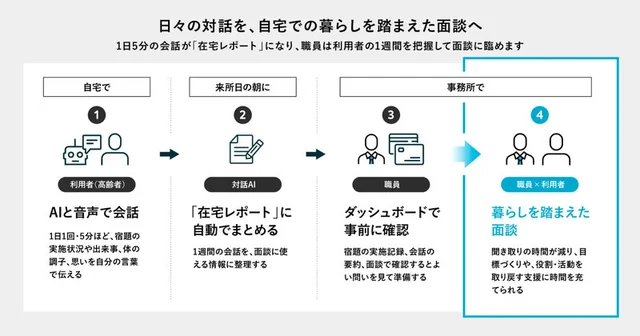 日々の対話を、自宅での暮らしを踏まえた面談へ
1日5分の会話が「在宅レポート」になり、職員は利用者の1週間を把握して面談に臨めます
自宅で
来所日の朝に
事務所で
1
利用者（高齢者）
AIと音声で会話
1日1回・5分ほど、宿題の
実施状況や出来事、体の
調子、思いを自分の言葉
で伝える
2
対話AI
「在宅レポート」に
自動でまとめる
1週間の会話を、面談に使
える情報に整理する
3
職員
ダッシュボードで
事前に確認
宿題の実施記録、会話の
要約、面談で確認するとよ
い問いを見て準備する
4
職員×利用者
暮らしを踏まえた
面談
聞き取りの時間が減り、目
標づくりや、役割・活動を
取り戻す支援に時間を充
てられる